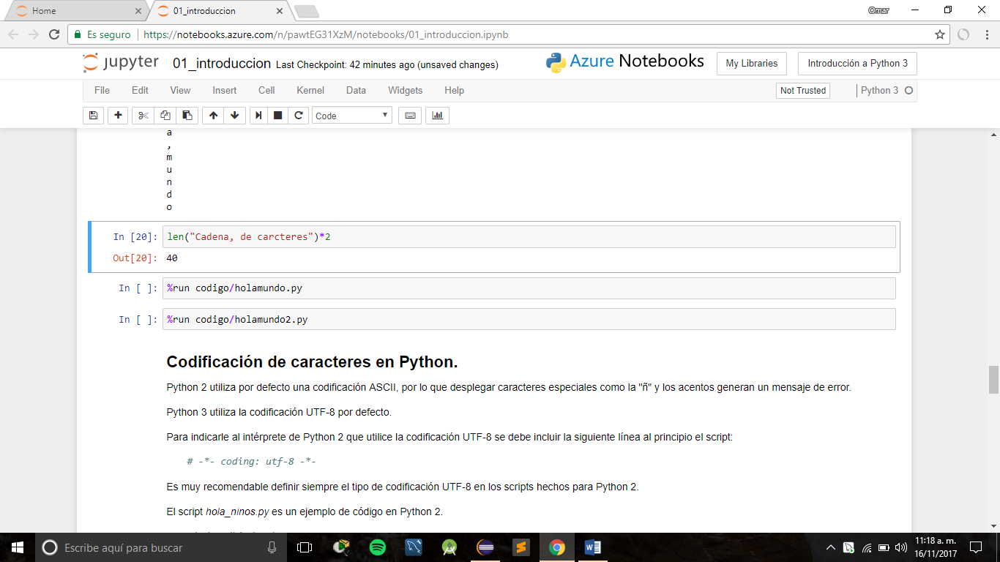 Home
01_introduccion
Omar
Es seguro | https://notebooks.azure.com/n/pawtEG31XzM/notebooks/01_introduccion.ipynb
jupyter 01_introduccion Last Checkpoint: 42 minutes ago (unsaved changes)
Azure Notebooks
My Libraries
Introducción a Python 3
File Edit View Insert Cell Kernel Data Widgets Help
Not Trusted
Python 3
Code
a
,
m
u
n
d
o
In [20]: len("Cadena, de carcteres")*2
Out[20]: 40
In [ ]: %run codigo/holamundo.py
In [ ]: %run codigo/holamundo2.py
Codificación de caracteres en Python.
Python 2 utiliza por defecto una codificación ASCII, por lo que desplegar caracteres especiales como la "ñ" y los acentos generan un mensaje de error.
Python 3 utiliza la codificación UTF-8 por defecto.
Para indicarle al intérprete de Python 2 que utilice la codificación UTF-8 se debe incluir la siguiente línea al principio el script:
# -*- coding: utf-8 -*-
Es muy recomendable definir siempre el tipo de codificación UTF-8 en los scripts hechos para Python 2.
El script hola_ninos.py es un ejemplo de código en Python 2.
Escribe aquí para buscar
11:18 a. m.
16/11/2017